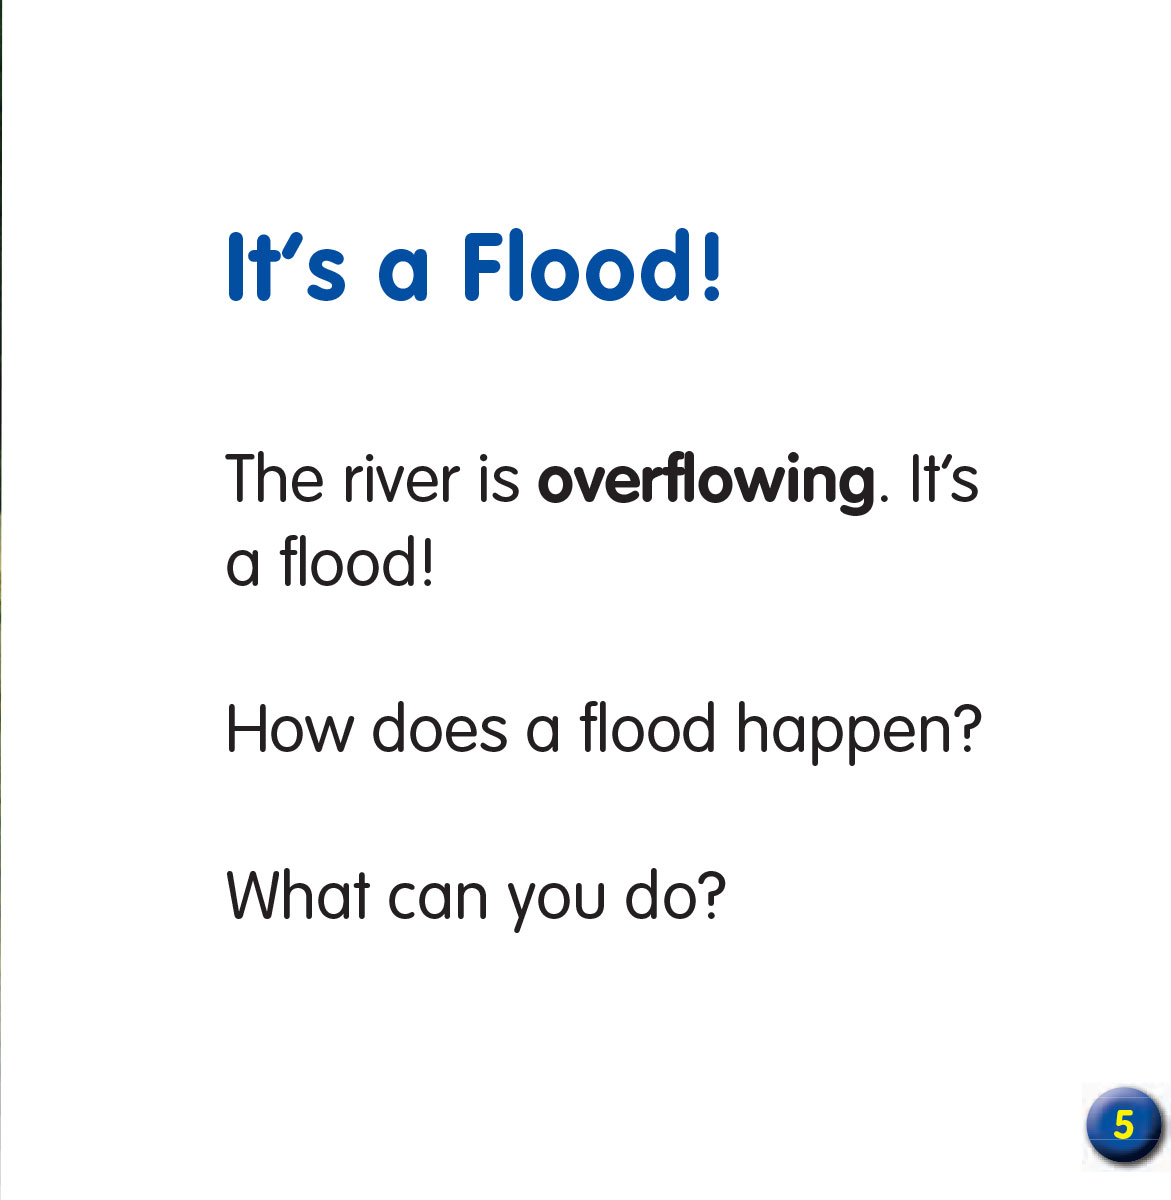 It's a Flood!
The river is overflowing. It's
a flood!
How does a flood happen?
What can you do?
5